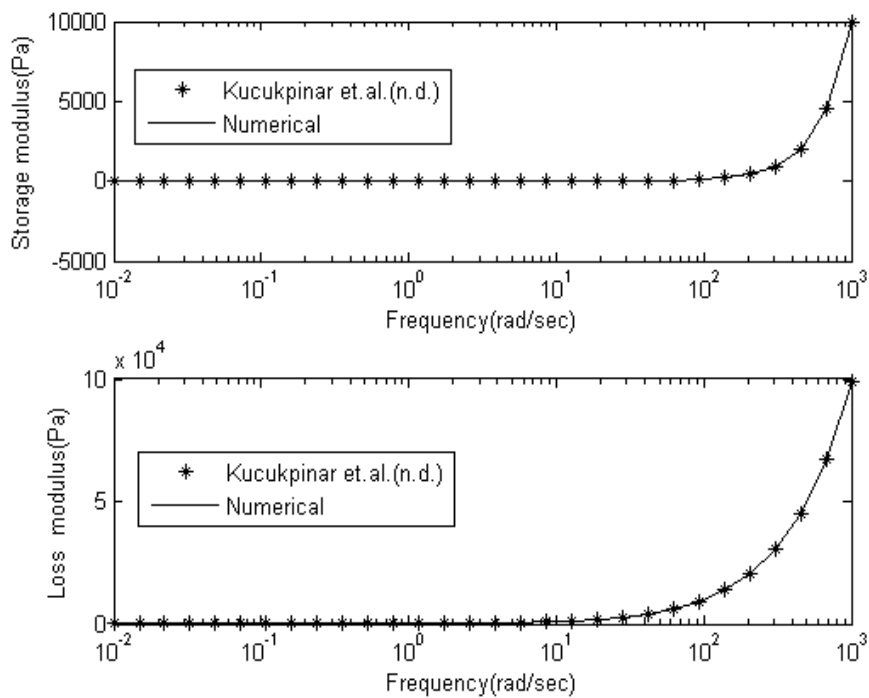 10000
5000
0
-5000
Storage modulus(Pa)
Kucukpinar et.al.(n.d.)
Numerical
10^-2
10^-1
10^0
10^1
10^2
10^3
Frequency(rad/sec)
x 10^4
10
5
0
Loss modulus(Pa)
Kucukpinar et.al.(n.d.)
Numerical
10^-2
10^-1
10^0
10^1
10^2
10^3
Frequency(rad/sec)